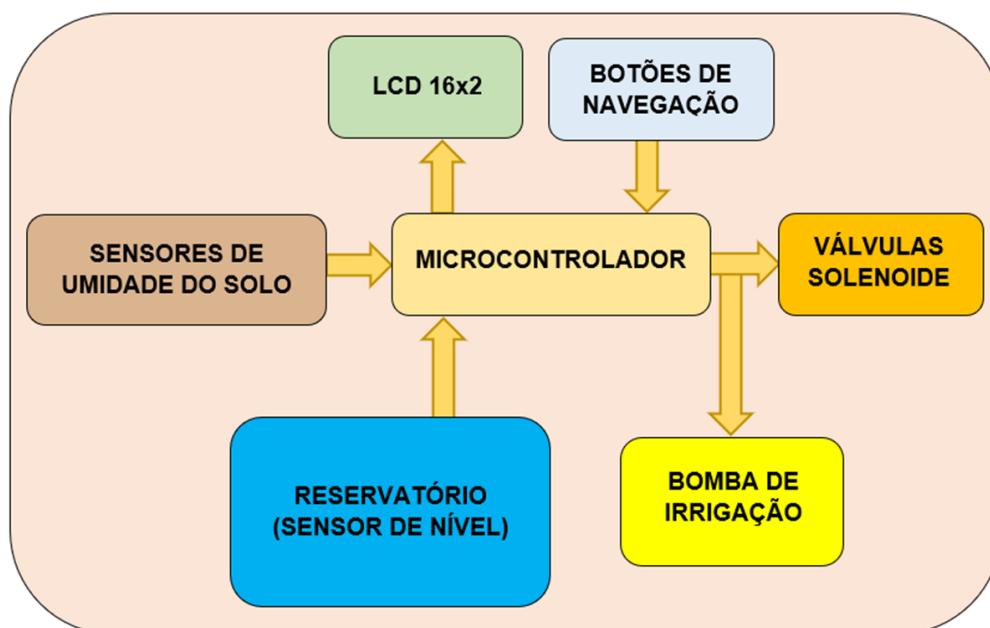 LCD 16x2
BOTÕES DE
NAVEGAÇÃO
SENSORES DE
UMIDADE DO SOLO
MICROCONTROLADOR
VÁLVULAS
SOLENOIDE
RESERVATÓRIO
(SENSOR DE NÍVEL)
BOMBA DE
IRRIGAÇÃO